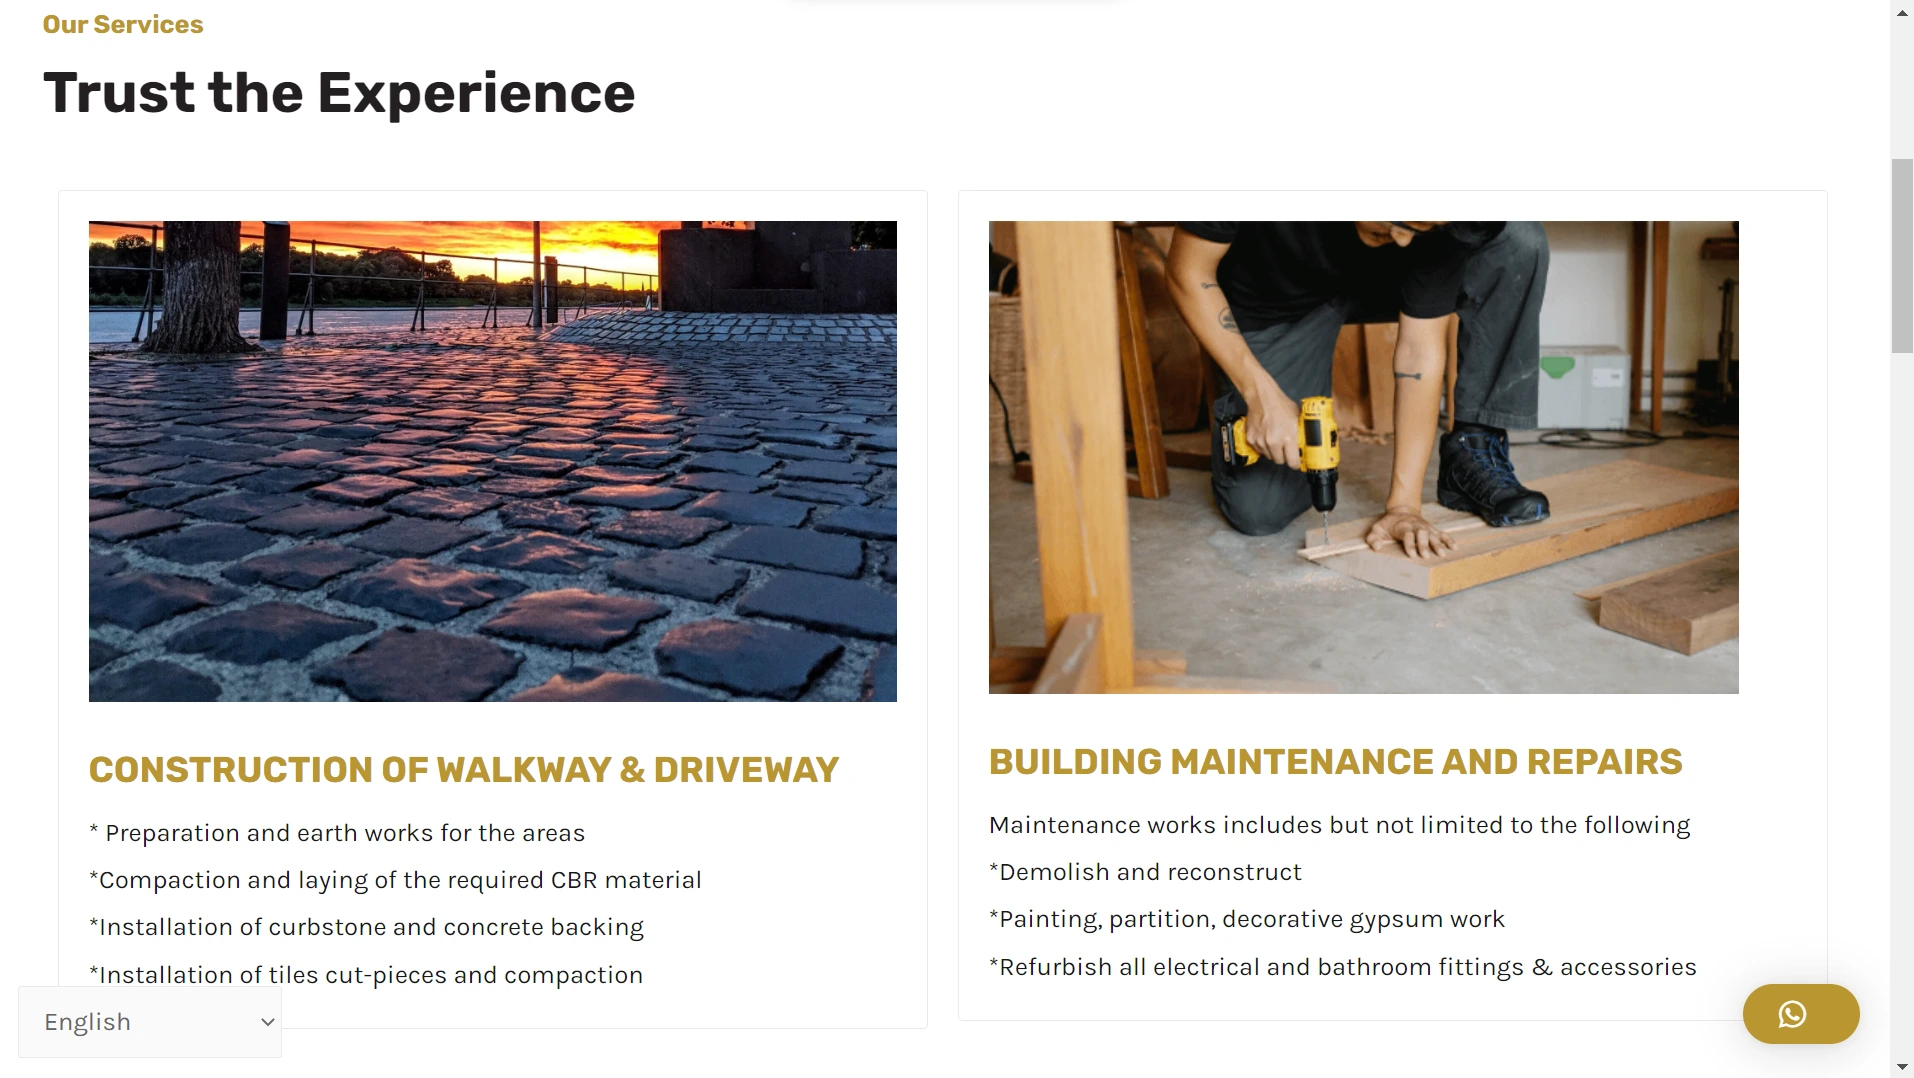 Our Services
Trust the Experience
CONSTRUCTION OF WALKWAY & DRIVEWAY
* Preparation and earth works for the areas
*Compaction and laying of the required CBR material
*Installation of curbstone and concrete backing
*Installation of tiles cut-pieces and compaction
BUILDING MAINTENANCE AND REPAIRS
Maintenance works includes but not limited to the following
*Demolish and reconstruct
*Painting, partition, decorative gypsum work
*Refurbish all electrical and bathroom fittings & accessories
English